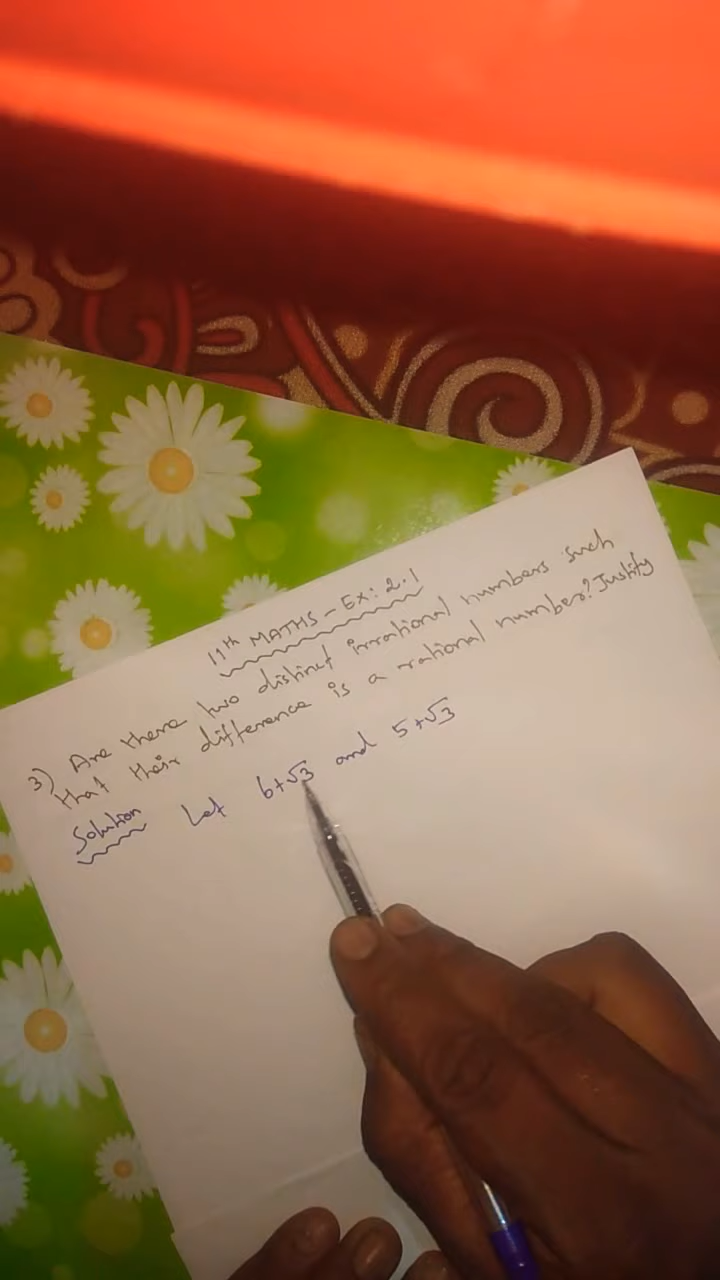 11th MATHS - Ex: 2.1
3) Are there two distinct irrational numbers such
that their difference is a rational number? Justify
Solution Let 6+√3 and 5+√3